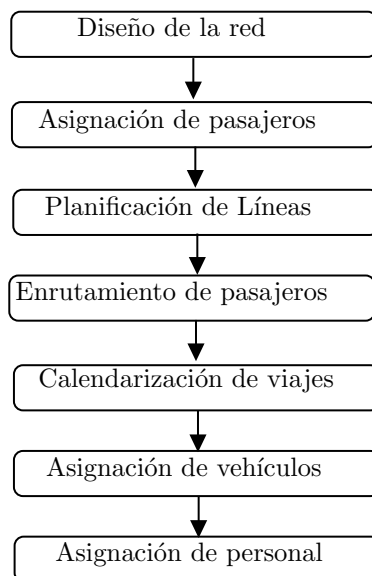 Diseño de la red
Asignación de pasajeros
Planificación de Líneas
Enrutamiento de pasajeros
Calendarización de viajes
Asignación de vehículos
Asignación de personal